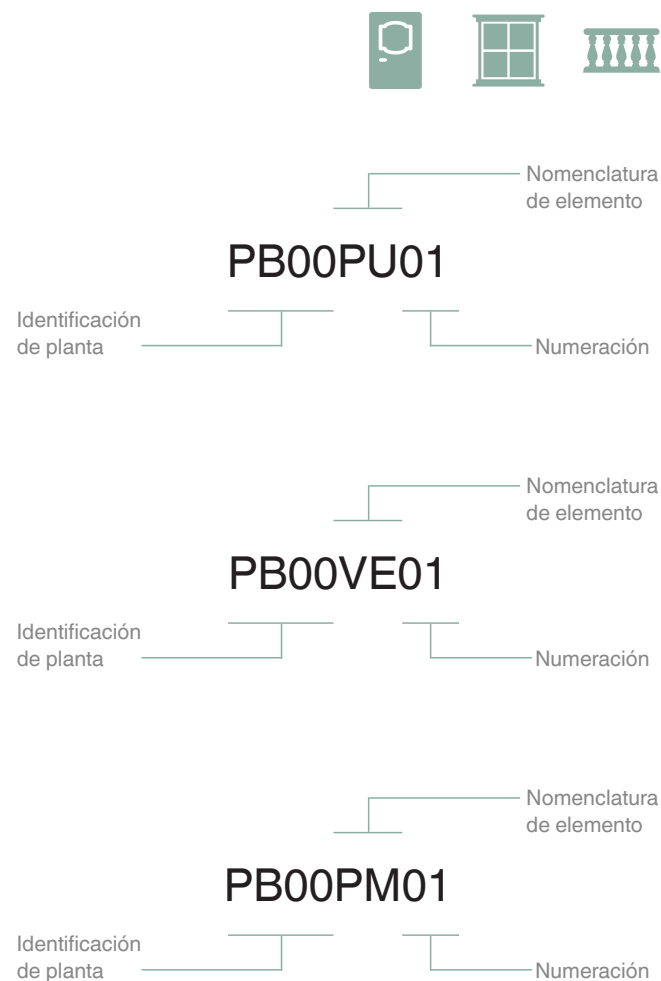 Nomenclatura
de elemento
PB00PU01
Identificación
de planta
Numeración
Nomenclatura
de elemento
PB00VE01
Identificación
de planta
Numeración
Nomenclatura
de elemento
PB00PM01
Identificación
de planta
Numeración